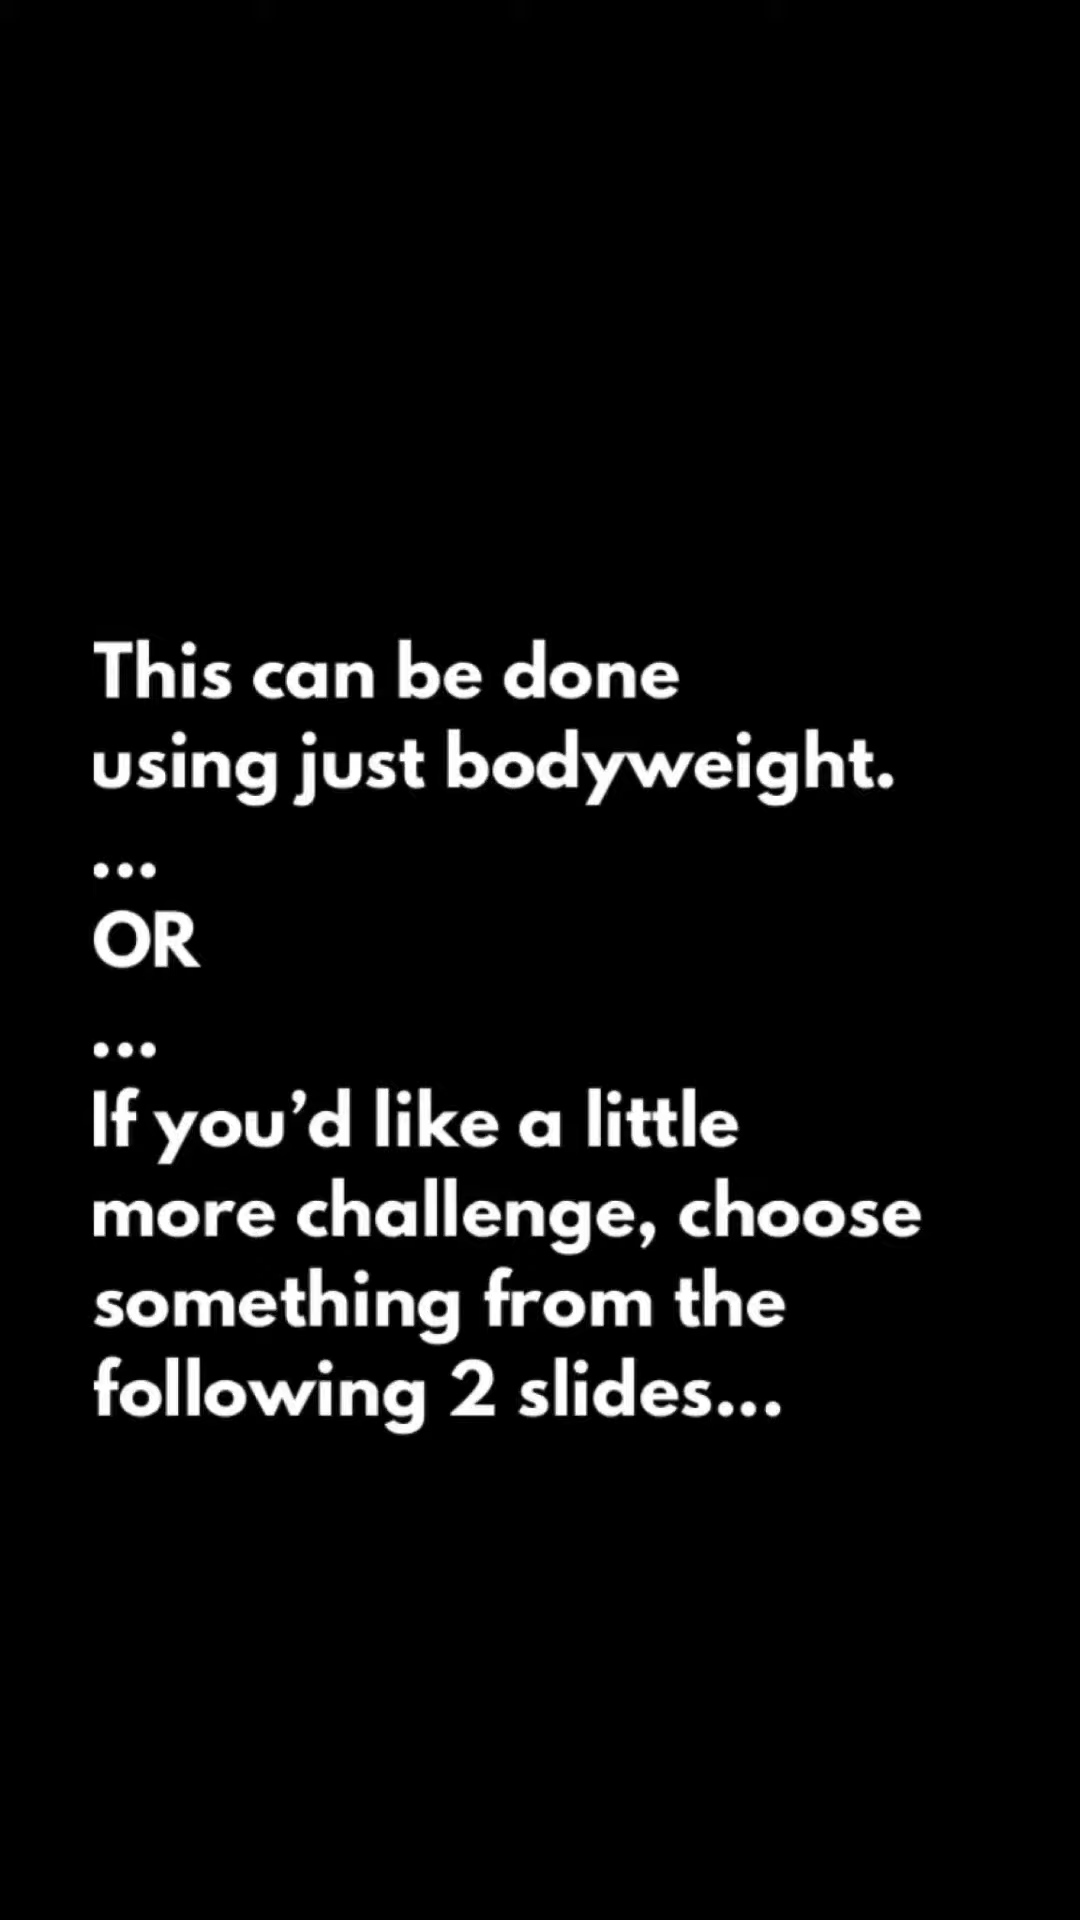 This can be done
using just bodyweight.
...
OR
...
If you’d like a little
more challenge, choose
something from the
following 2 slides...